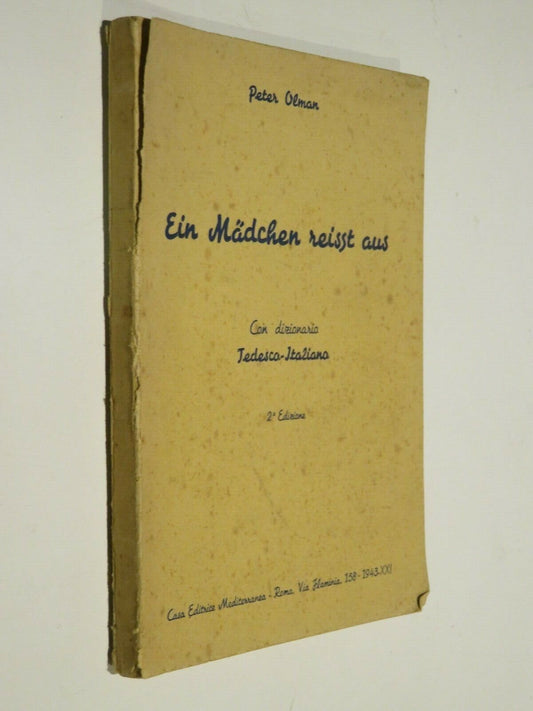 Peter Olman
Ein Mädchen reisst aus
Con dizionario
Tedesco-Italiano
2ª Edizione
Casa Editrice Mediterranea - Roma. Via Flaminia. 158 - 1943.XXI